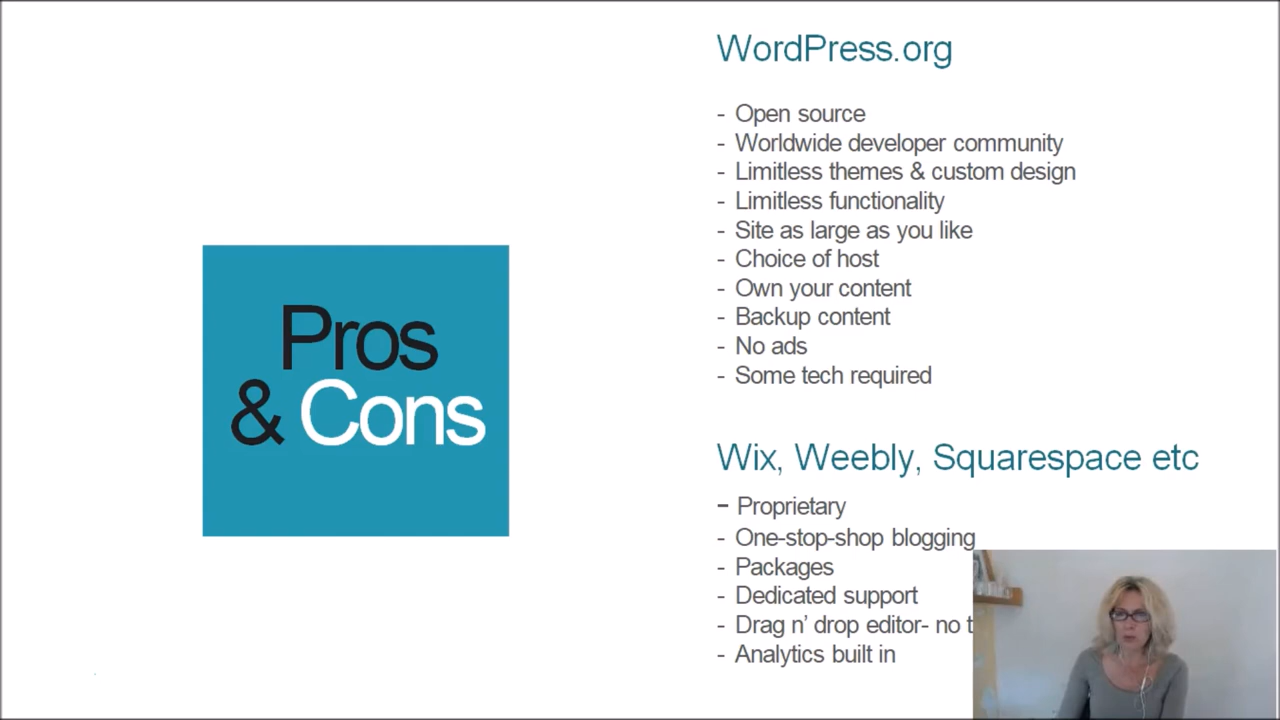 Pros
& Cons
WordPress.org
- Open source
- Worldwide developer community
- Limitless themes & custom design
- Limitless functionality
- Site as large as you like
- Choice of host
- Own your content
- Backup content
- No ads
- Some tech required
Wix, Weebly, Squarespace etc
- Proprietary
- One-stop-shop blogging
- Packages
- Dedicated support
- Drag n’ drop editor- no
- Analytics built in